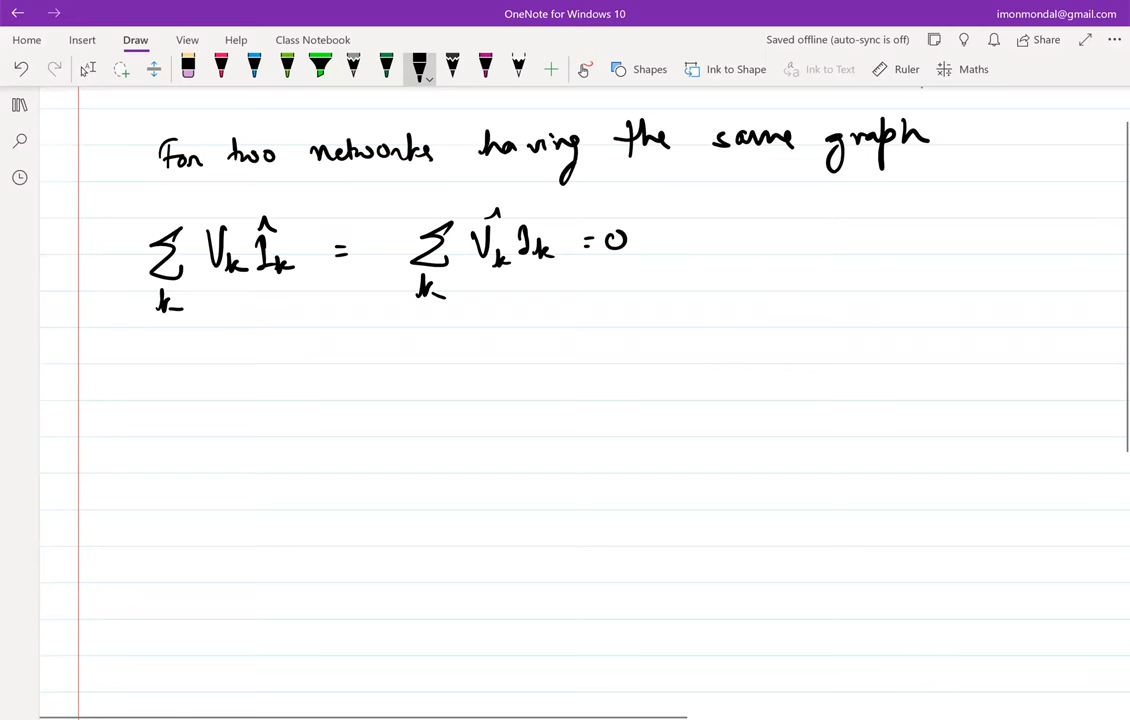 OneNote for Windows 10
imonmondal@gmail.com
Home Insert Draw View Help Class Notebook
Saved offline (auto-sync is off)
Share
Shapes Ink to Shape Ink to Text Ruler Maths
For two networks having the same graph
∑ₖ Vₖ Îₖ = ∑ₖ V̂ₖ Iₖ = 0